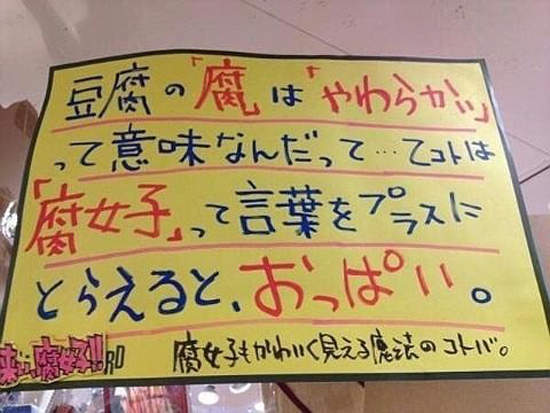 豆腐の「腐」は「やわらかい」
って意味なんだって…てコトは
「腐女子」って言葉をプラスに
とらえると、おっぱい。
腐女子もかわいく見える魔法のコトバ。